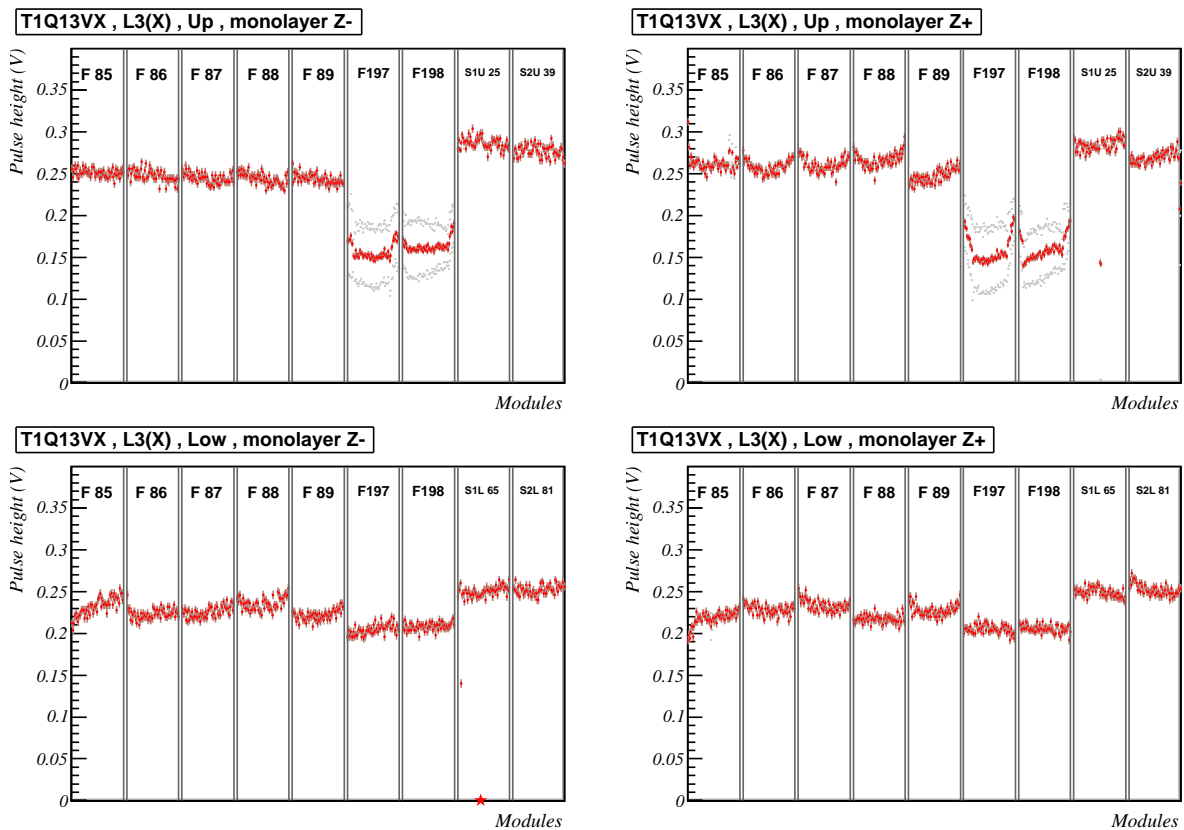 T1Q13VX , L3(X) , Up , monolayer Z-
Pulse height (V)
F 85 F 86 F 87 F 88 F 89 F197 F198 S1U 25 S2U 39
0.35
0.3
0.25
0.2
0.15
0.1
0.05
0
Modules
T1Q13VX , L3(X) , Up , monolayer Z+
Pulse height (V)
F 85 F 86 F 87 F 88 F 89 F197 F198 S1U 25 S2U 39
0.35
0.3
0.25
0.2
0.15
0.1
0.05
0
Modules
T1Q13VX , L3(X) , Low , monolayer Z-
Pulse height (V)
F 85 F 86 F 87 F 88 F 89 F197 F198 S1L 65 S2L 81
0.35
0.3
0.25
0.2
0.15
0.1
0.05
0
Modules
T1Q13VX , L3(X) , Low , monolayer Z+
Pulse height (V)
F 85 F 86 F 87 F 88 F 89 F197 F198 S1L 65 S2L 81
0.35
0.3
0.25
0.2
0.15
0.1
0.05
0
Modules